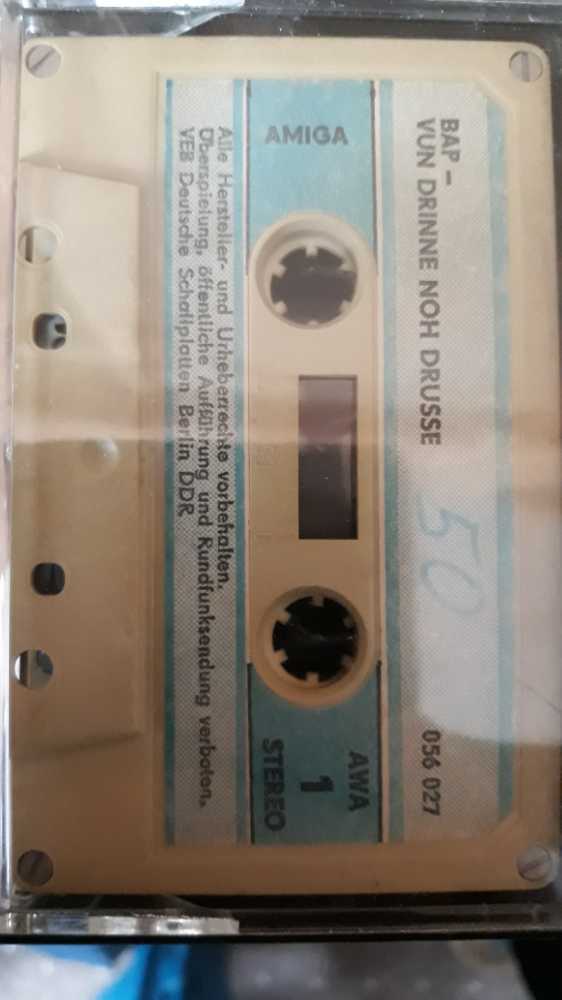 BAP –
VUN DRINNE NOH DRUSSE
50
056 027
AMIGA
AWA
1
STEREO
Alle Hersteller- und Urheberrechte vorbehalten.
Überspielung, öffentliche Aufführung und Rundfunksendung verboten.
VEB Deutsche Schallplatten Berlin DDR